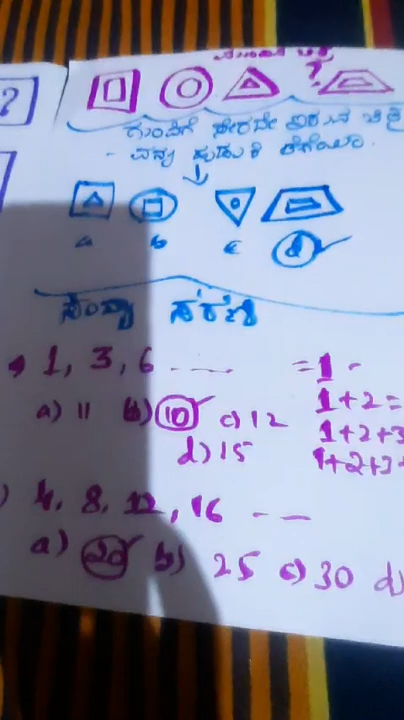 ?
?
ಗುಂಪಿಗೆ ಸೇರದೇ ಇರುವ ಚಿತ್ರ
a b c d
ಸಂಖ್ಯಾ ಸರಣಿ
1, 3, 6 ---- =1-
a) 11 b) 10 c) 12 1+2=
d) 15 1+2+3
1+2+3+
4, 8, 12, 16 ---
a) 20 b) 25 c) 30 d)